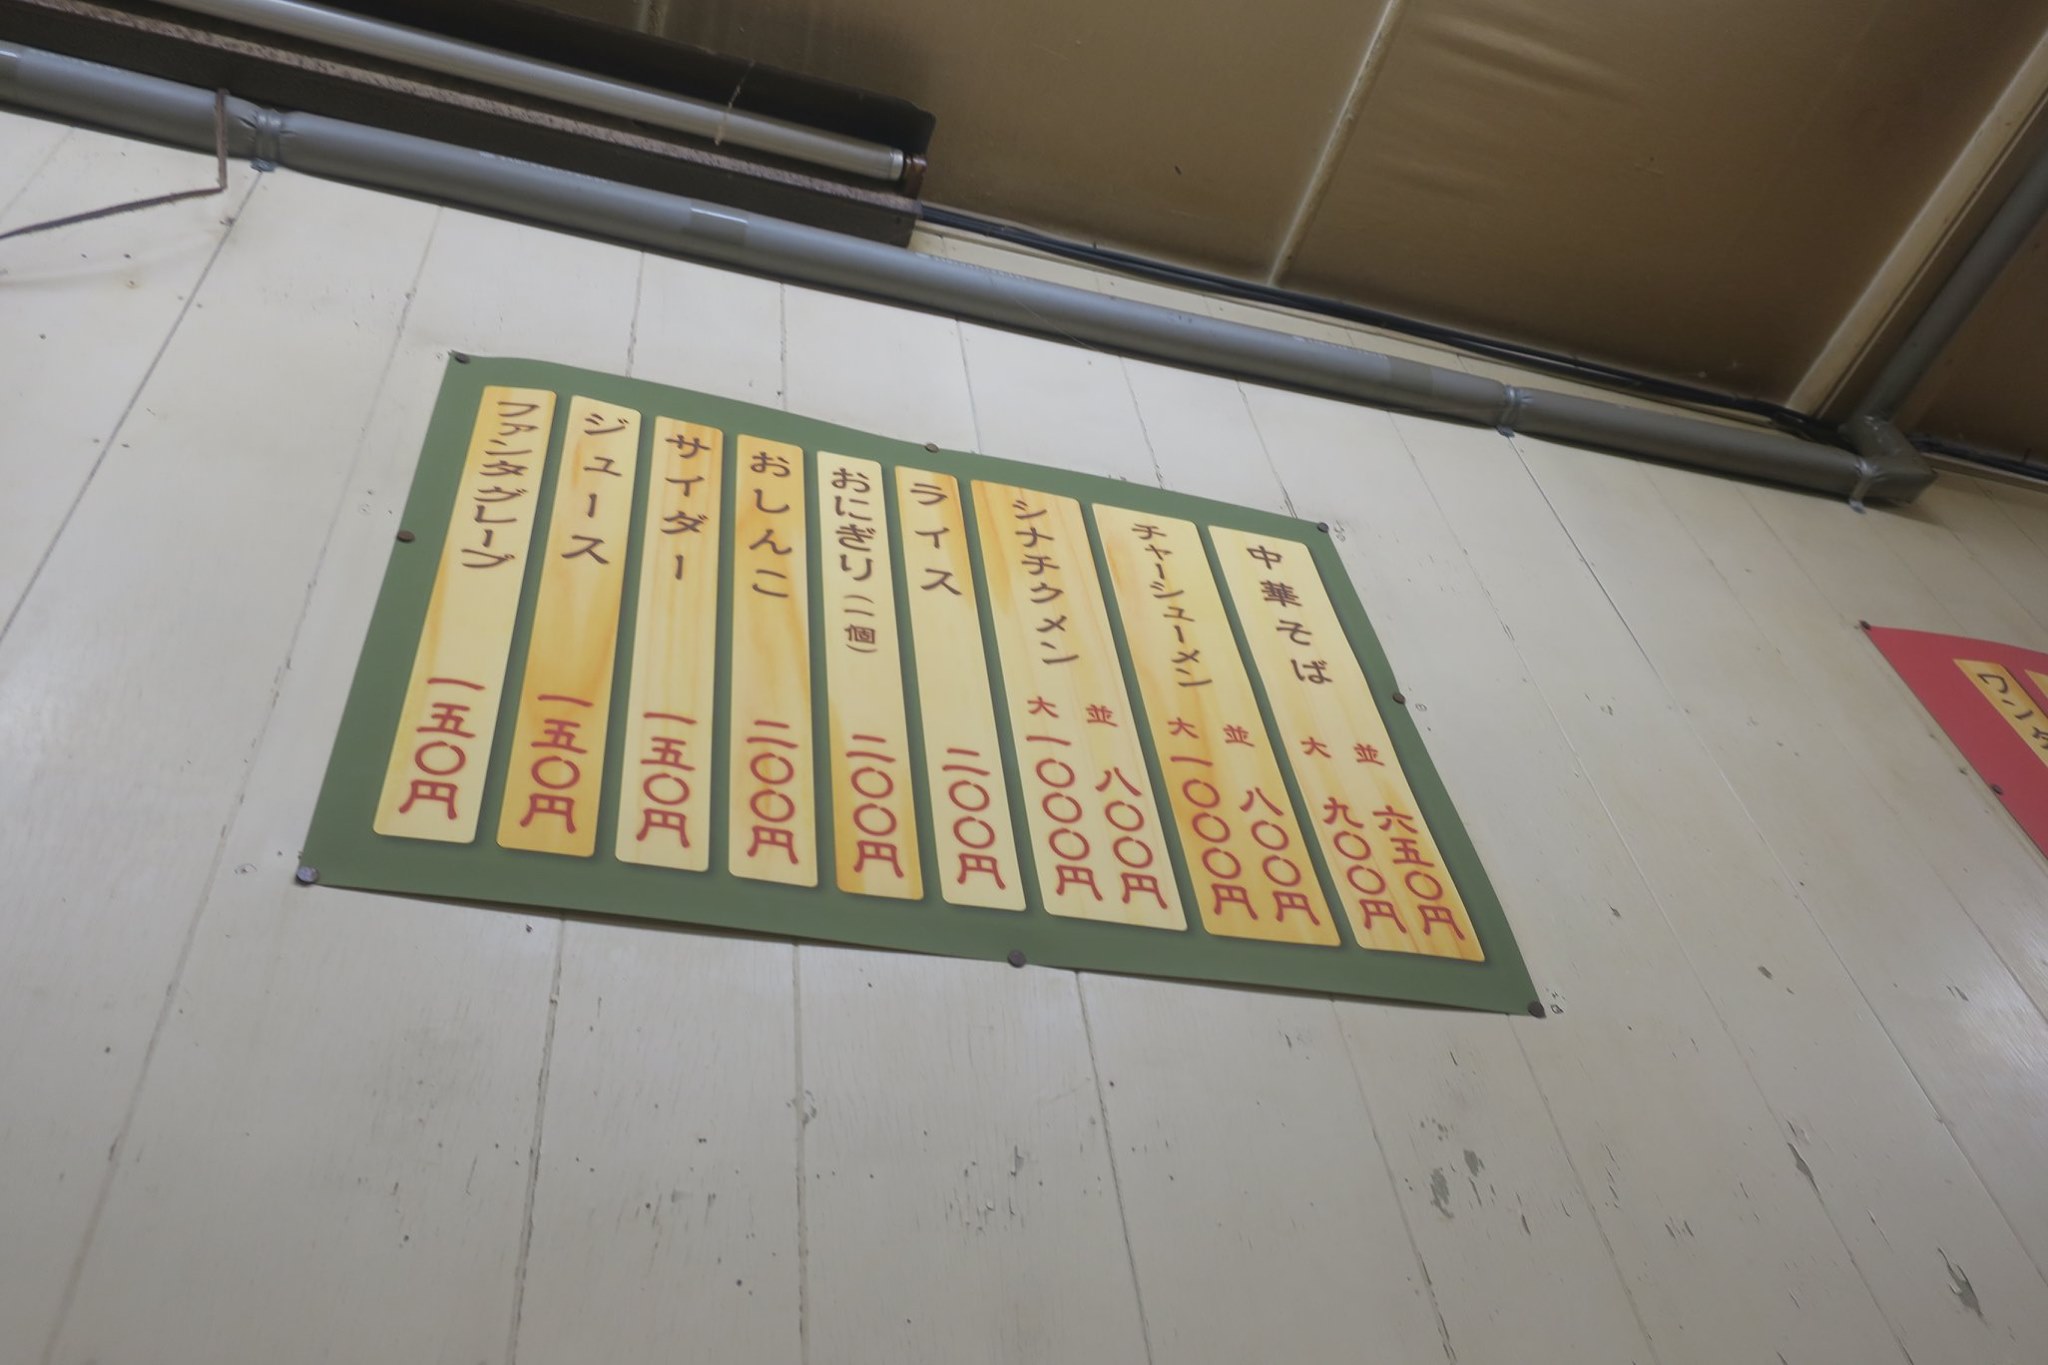 ワンタ
中華そば 並 六五〇円
大 九〇〇円
チャーシューメン 並 八〇〇円
大 一〇〇〇円
シナチクメン 並 八〇〇円
大 一〇〇〇円
ライス 二〇〇円
おにぎり（二個） 二〇〇円
おしんこ 二〇〇円
サイダー 一五〇円
ジュース 一五〇円
ファンタグレープ 一五〇円